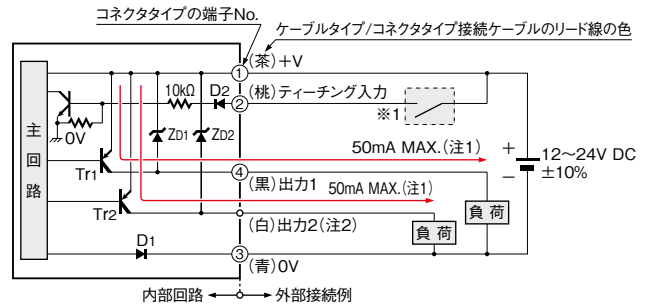 コネクタタイプの端子No.
ケーブルタイプ/コネクタタイプ接続ケーブルのリード線の色
① (茶)+V
10kΩ D2 ② (桃)ティーチング入力
※1
0V
ZD1 ZD2
主回路
50mA MAX.(注1)
+
−
12〜24V DC
±10%
Tr1
④ (黒)出力1
50mA MAX.(注1)
Tr2
(白)出力2(注2)
負荷
負荷
D1
③ (青)0V
内部回路 外部接続例